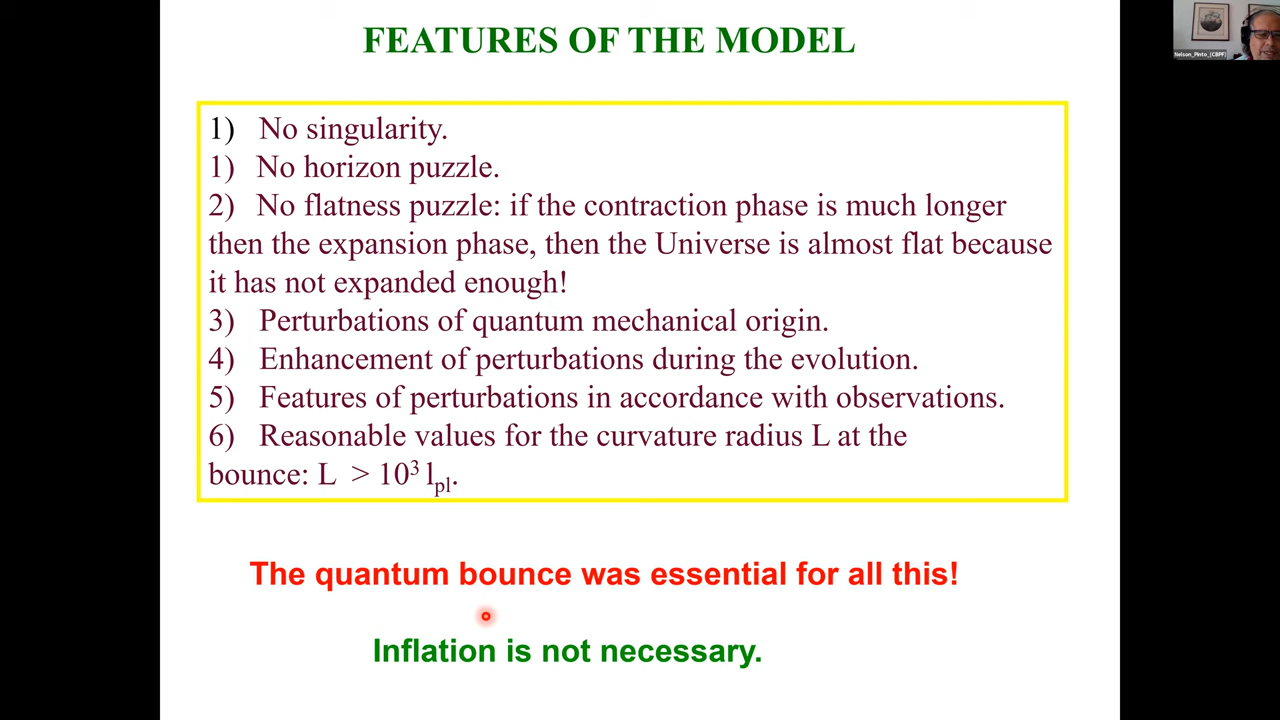 FEATURES OF THE MODEL
Nelson_Pinto_(CBPF)
1) No singularity.
1) No horizon puzzle.
2) No flatness puzzle: if the contraction phase is much longer
then the expansion phase, then the Universe is almost flat because
it has not expanded enough!
3) Perturbations of quantum mechanical origin.
4) Enhancement of perturbations during the evolution.
5) Features of perturbations in accordance with observations.
6) Reasonable values for the curvature radius L at the
bounce: L > 10³ lpl.
The quantum bounce was essential for all this!
Inflation is not necessary.